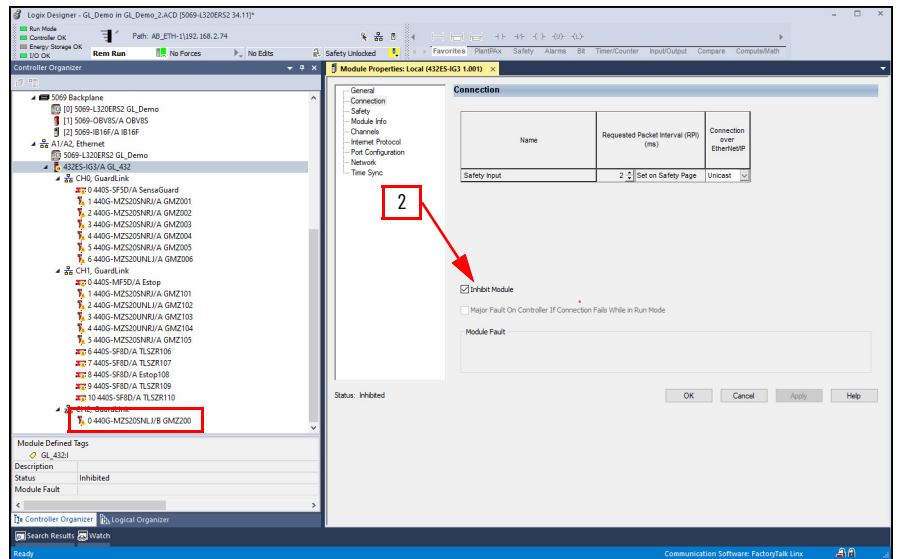 Logix Designer - GL_Demo in GL_Demo_2.ACD [5069-L320ERS2 34.11]*
Run Mode
Controller OK
Energy Storage OK
I/O OK
Path: AB_ETH-1\192.168.2.74
Rem Run
No Forces
No Edits
Safety Unlocked
Favorites PlantPAx Safety Alarms Bit Timer/Counter Input/Output Compare Compute/Math
Controller Organizer
5069 Backplane
[0] 5069-L320ERS2 GL_Demo
[1] 5069-OBV8S/A OBV8S
[2] 5069-IB16F/A IB16F
A1/A2, Ethernet
5069-L320ERS2 GL_Demo
432ES-IG3/A GL_432
CH0, GuardLink
0 440S-SF5D/A SensaGuard
1 440G-MZS20SNRJ/A GMZ001
2 440G-MZS20SNRJ/A GMZ002
3 440G-MZS20SNRJ/A GMZ003
4 440G-MZS20SNRJ/A GMZ004
5 440G-MZS20SNRJ/A GMZ005
6 440G-MZS20UNLJ/A GMZ006
CH1, GuardLink
0 440S-MF5D/A Estop
1 440G-MZS20SNRJ/A GMZ101
2 440G-MZS20UNLJ/A GMZ102
3 440G-MZS20UNRJ/A GMZ103
4 440G-MZS20UNRJ/A GMZ104
5 440G-MZS20SNRJ/A GMZ105
6 440S-SF8D/A TLSZR106
7 440S-SF8D/A TLSZR107
8 440S-SF8D/A Estop108
9 440S-SF8D/A TLSZR109
10 440S-SF8D/A TLSZR110
CH2, GuardLink
0 440G-MZS20SNLJ/B GMZ200
Module Defined Tags
GL_432:I
Description
Status Inhibited
Module Fault
Controller Organizer
Logical Organizer
Search Results
Watch
Ready
Module Properties: Local (432ES-IG3 1.001) ×
General
Connection
Safety
Module Info
Channels
Internet Protocol
Port Configuration
Network
Time Sync
Connection
Name
Requested Packet Interval (RPI)
(ms)
Connection
over
EtherNet/IP
Safety Input
2
Set on Safety Page
Unicast
2
Inhibit Module
Major Fault On Controller If Connection Fails While in Run Mode
Module Fault
Status: Inhibited
OK
Cancel
Apply
Help
Communication Software: FactoryTalk Linx